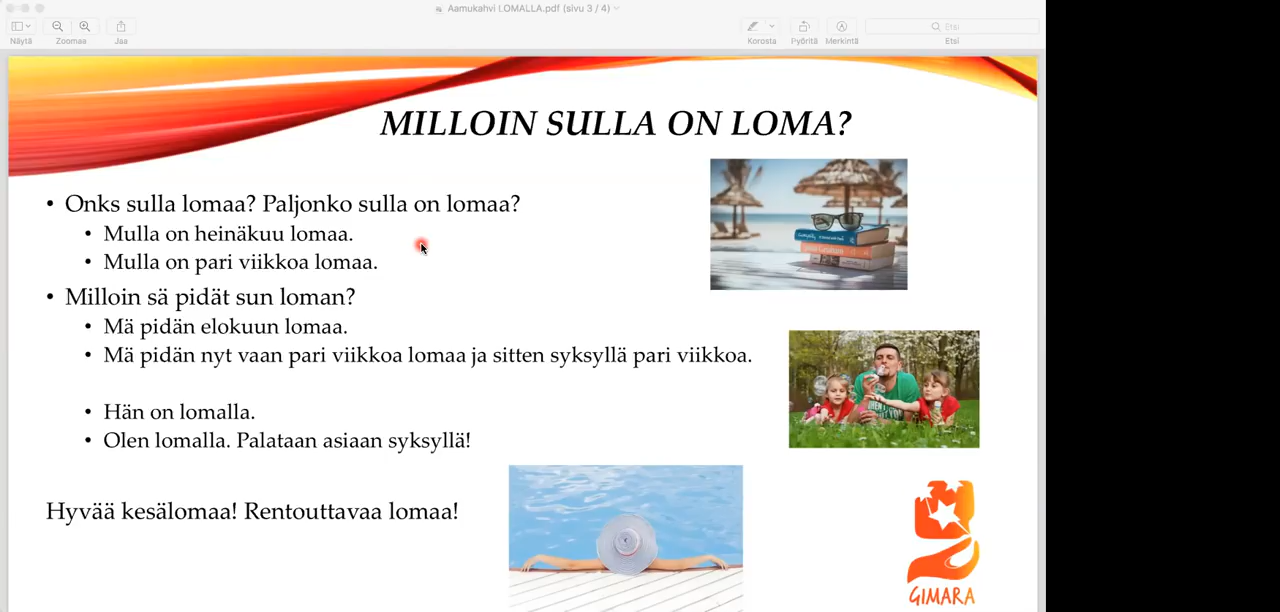 Aamukahvi LOMALLA.pdf (sivu 3 / 4)
Näytä
Zoomaa
Jaa
Korosta
Pyöritä
Merkintä
Etsi
Etsi
MILLOIN SULLA ON LOMA?
• Onks sulla lomaa? Paljonko sulla on lomaa?
• Mulla on heinäkuu lomaa.
• Mulla on pari viikkoa lomaa.
• Milloin sä pidät sun loman?
• Mä pidän elokuun lomaa.
• Mä pidän nyt vaan pari viikkoa lomaa ja sitten syksyllä pari viikkoa.
• Hän on lomalla.
• Olen lomalla. Palataan asiaan syksyllä!
Hyvää kesälomaa! Rentouttavaa lomaa!
GIMARA